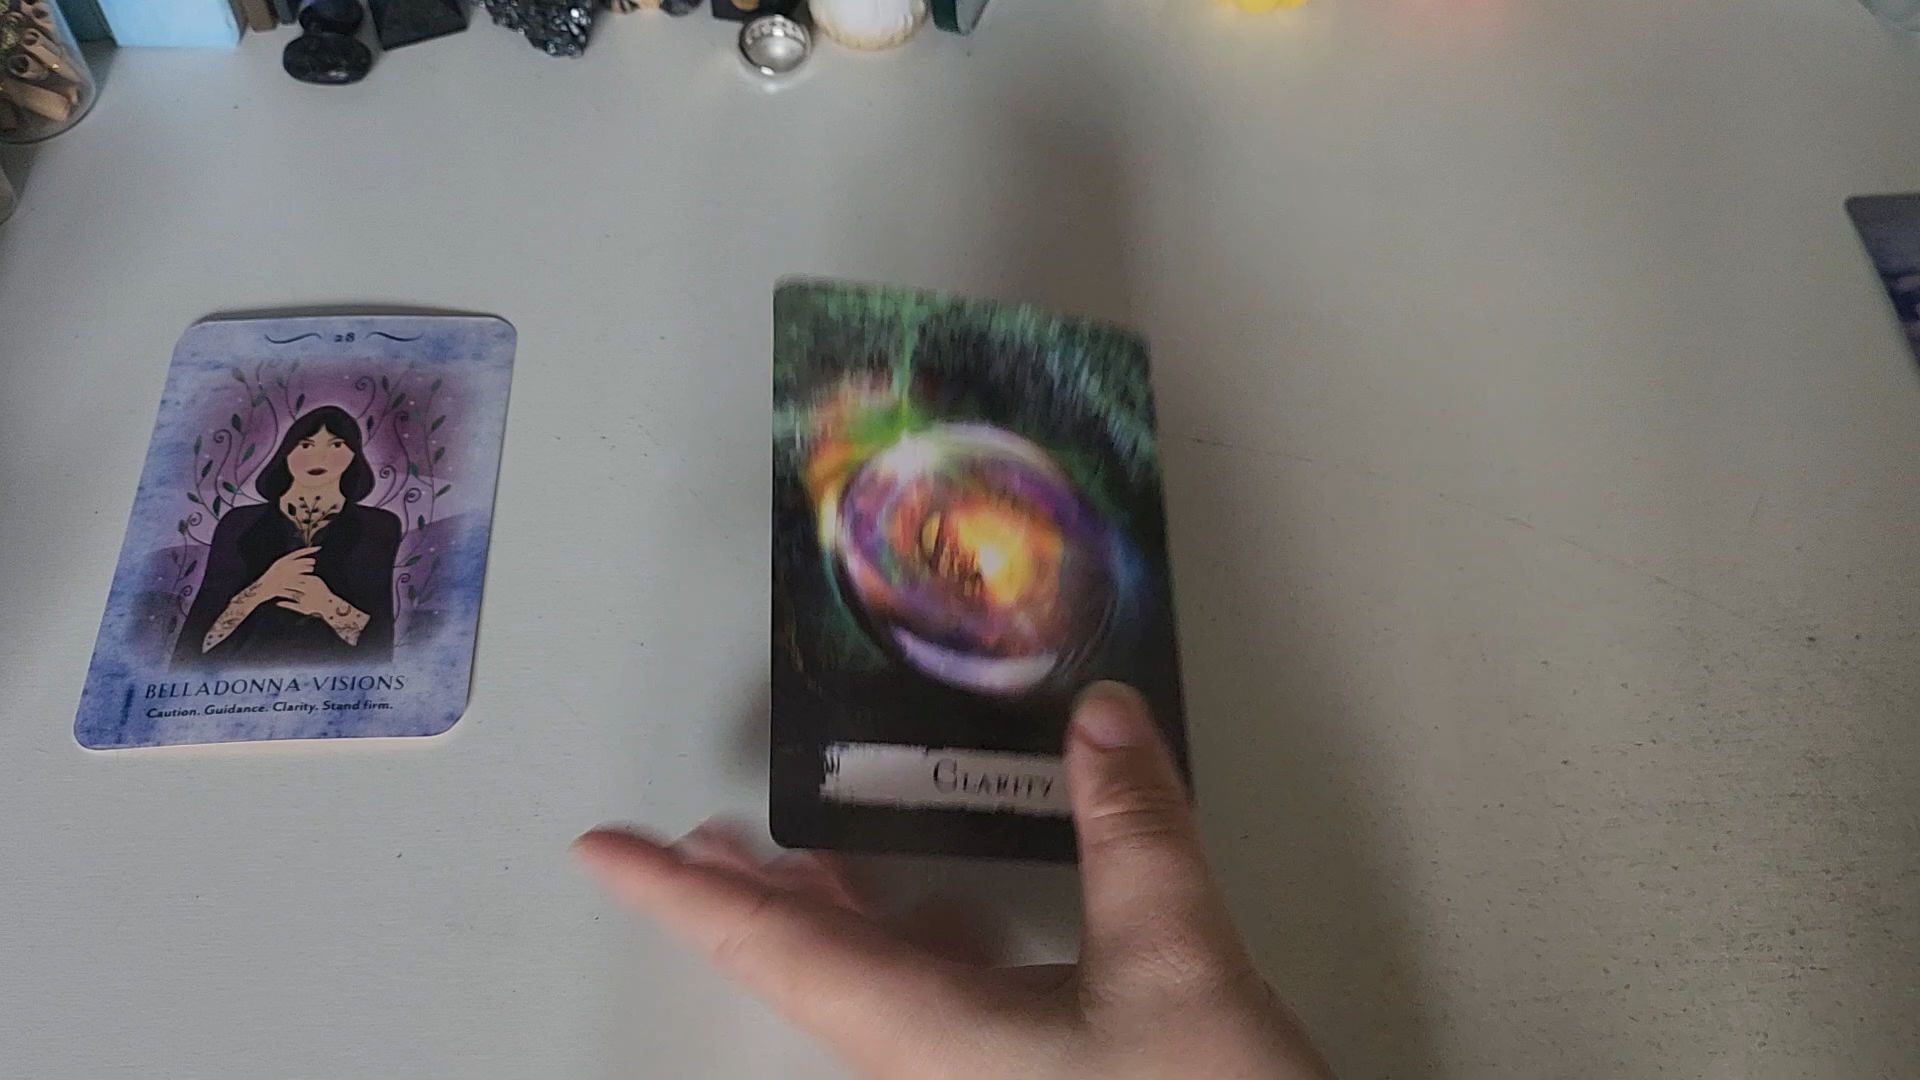 28
BELLADONNA VISIONS
Caution. Guidance. Clarity. Stand firm.
CLARITY